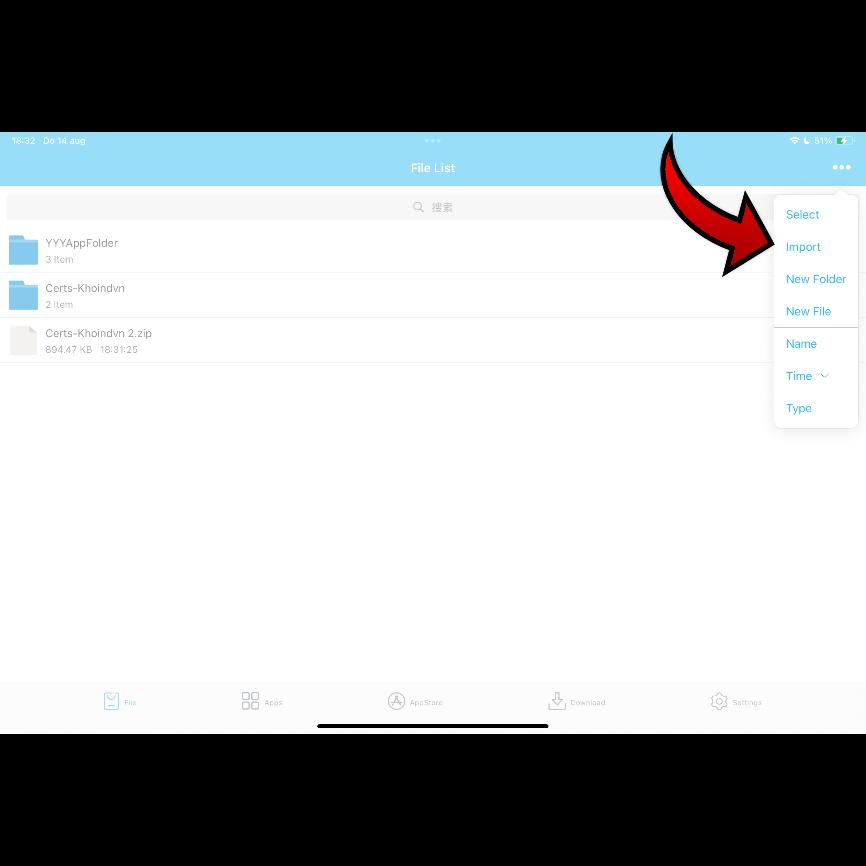 18:32 Do 14 aug
51%
File List
搜索
YYYAppFolder
3 Item
Certs-Khoindvn
2 Item
Certs-Khoindvn 2.zip
894.47 KB 18:31:25
Select
Import
New Folder
New File
Name
Time
Type
File
Apps
AppStore
Download
Settings